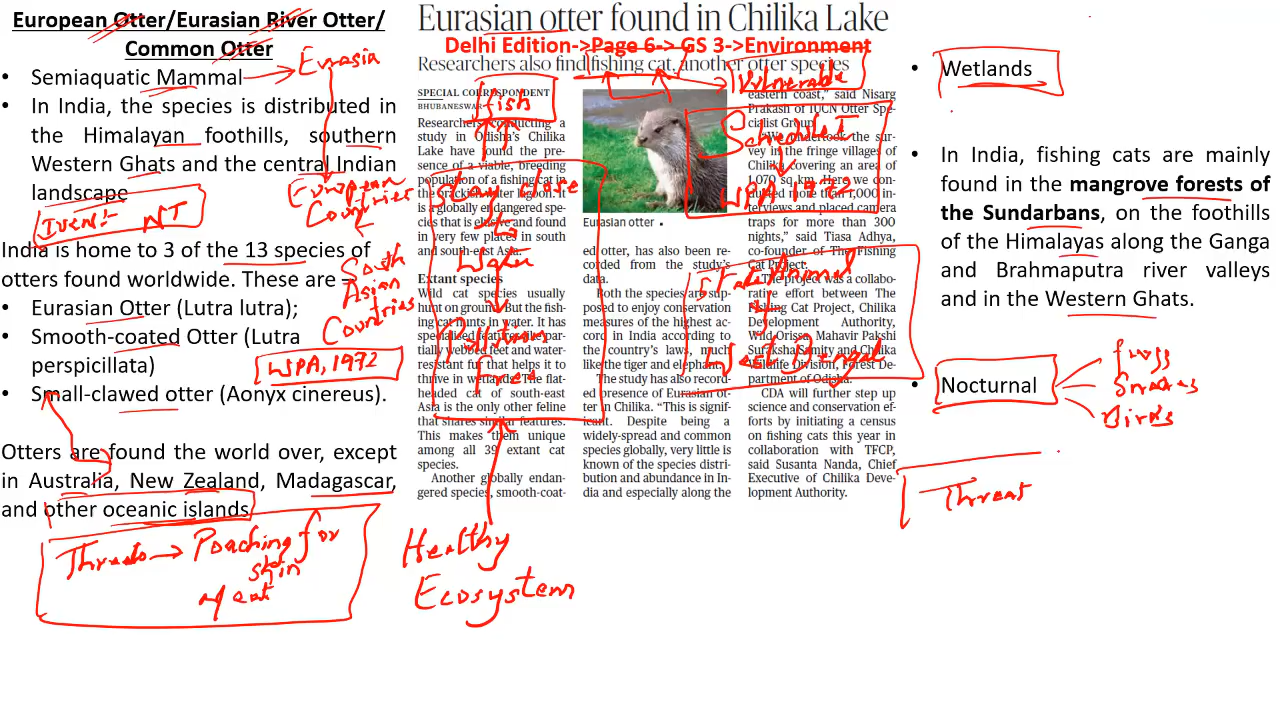 European Otter/Eurasian River Otter/
Common Otter
• Semiaquatic Mammal
Eurasia
• In India, the species is distributed in
the Himalayan foothills, southern
Western Ghats and the central Indian
landscape
European
Countries
IUCN:- NT
India is home to 3 of the 13 species of
otters found worldwide. These are –
South
Asian
Countries
• Eurasian Otter (Lutra lutra);
• Smooth-coated Otter (Lutra
perspicillata)
WPA, 1972
• Small-clawed otter (Aonyx cinereus).
Otters are found the world over, except
in Australia, New Zealand, Madagascar,
and other oceanic islands
Threats → Poaching for
skin
meat
Eurasian otter found in Chilika Lake
Delhi Edition->Page 6-> GS 3->Environment
Researchers also find fishing cat, another otter species
SPECIAL CORRESPONDENT
BHUBANESWAR
Researchers conducting a
study in Odisha's Chilika
Lake have found the pre-
sence of a viable, breeding
population of a fishing cat in
the brackish water lagoon. It
is a globally endangered spe-
cies that is elusive and found
in very few places in south
and south-east Asia.
Extant species
Wild cat species usually
hunt on ground. But the fish-
ing cat hunts in water. It has
specialised features like par-
tially webbed feet and water-
resistant fur that helps it to
thrive in wetlands. The flat-
headed cat of south-east
Asia is the only other feline
that shares similar features.
This makes them unique
among all 39 extant cat
species.
Another globally endan-
gered species, smooth-coat-
Eurasian otter •
ed otter, has also been re-
corded from the study's
data.
Both the species are sup-
posed to enjoy conservation
measures of the highest ac-
cord in India according to
the country's laws, much
like the tiger and elephant.
The study has also record-
ed presence of Eurasian ot-
ter in Chilika. “This is signif-
icant. Despite being a
widely-spread and common
species globally, very little is
known of the species distri-
bution and abundance in In-
dia and especially along the
eastern coast,” said Nisarg
Prakash of IUCN Otter Spe-
cialist Group.
“We undertook the sur-
vey in the fringe villages of
Chilika covering an area of
1,070 sq. km. Here we con-
ducted more than 1,000 in-
terviews and placed camera
traps for more than 300
nights,” said Tiasa Adhya,
co-founder of The Fishing
Cat Project.
The project was a collabo-
rative effort between The
Fishing Cat Project, Chilika
Development Authority,
Wild Orissa, Mahavir Pakshi
Suraksha Samity and Chilika
Wildlife Division, Forest De-
partment of Odisha.
CDA will further step up
science and conservation ef-
forts by initiating a census
on fishing cats this year in
collaboration with TFCP,
said Susanta Nanda, Chief
Executive of Chilika Deve-
lopment Authority.
fish
Stay close
to
Water
Pollution
Free
Healthy
Ecosystem
Vulnerable
Schedule I
WPA, 1972
State Animal
of
West Bengal
• Wetlands
• In India, fishing cats are mainly
found in the mangrove forests of
the Sundarbans, on the foothills
of the Himalayas along the Ganga
and Brahmaputra river valleys
and in the Western Ghats.
• Nocturnal
frogs
Snakes
Birds
Threat